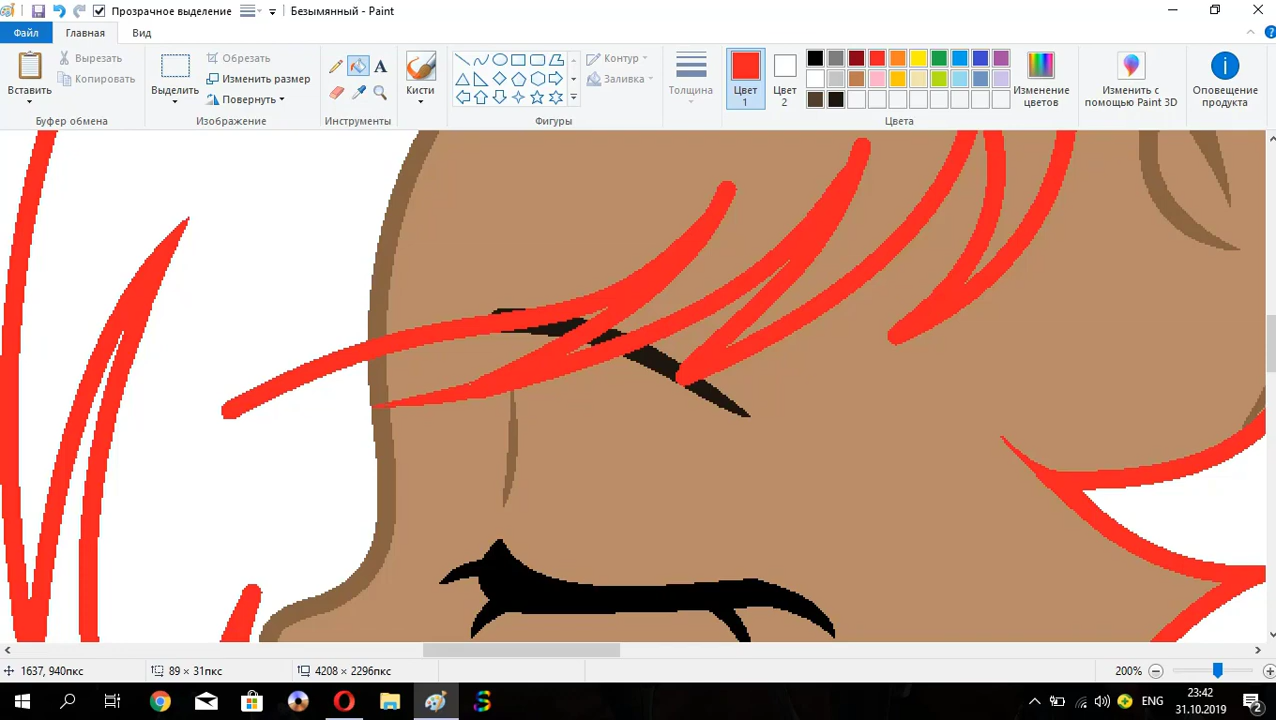 Прозрачное выделение
Безымянный - Paint
Файл
Главная
Вид
Вставить
Вырезать
Копировать
Буфер обмена
Выделить
Обрезать
Изменить размер
Повернуть
Изображение
A
Инструменты
Кисти
Контур
Заливка
Фигуры
Толщина
Цвет
1
Цвет
2
Цвета
Изменение
цветов
Изменить с
помощью Paint 3D
Оповещение
продукта
1637, 940пкс
89 × 31пкс
4208 × 2296пкс
200%
ENG
23:42
31.10.2019
2